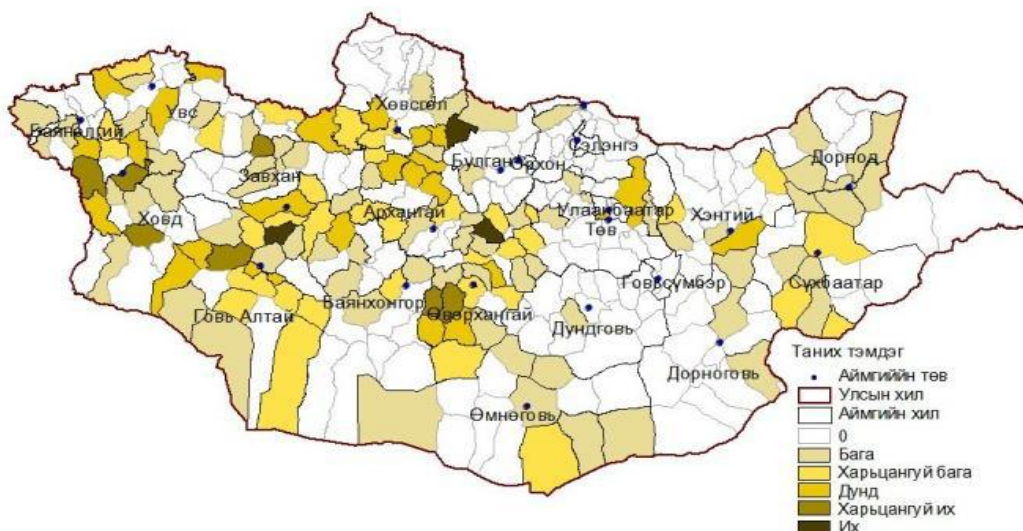 Хөвсгөл
Увс
Баянөлгий
Сэлэнгэ
Булган
Орхон
Дорнод
Завхан
Архангай
Улаанбаатар
Хэнтий
Ховд
Төв
Говьсүмбэр
Сүхбаатар
Баянхонгор
Өвөрхангай
Говь Алтай
Дундговь
Дорноговь
Өмнөговь
Таних тэмдэг
Аймгиййн төв
Улсын хил
Аймгийн хил
0
Бага
Харьцангуй бага
Дунд
Харьцангуй их
Их